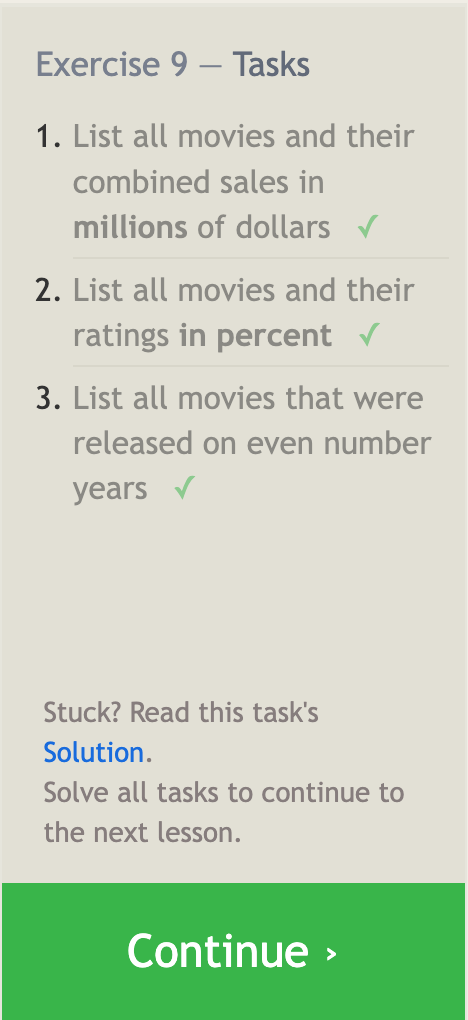 Exercise 9 — Tasks
1. List all movies and their
combined sales in
millions of dollars ✓
2. List all movies and their
ratings in percent ✓
3. List all movies that were
released on even number
years ✓
Stuck? Read this task's
Solution.
Solve all tasks to continue to
the next lesson.
Continue ›